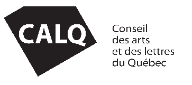 CALQ
Conseil
des arts
et des lettres
du Québec